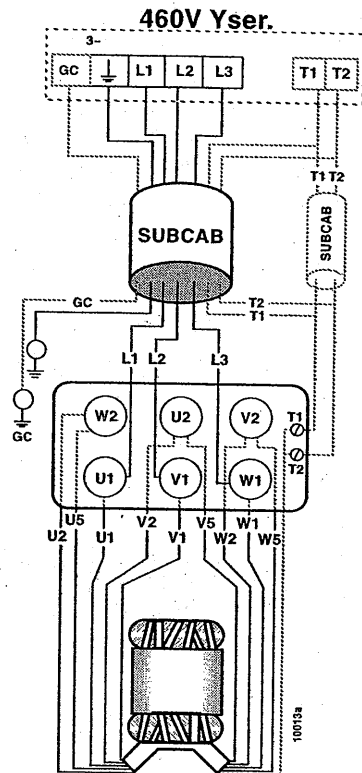 460V Yser.
3~
GC L1 L2 L3 T1 T2
T1 T2
SUBCAB
SUBCAB
GC
T2
T1
L1 L2 L3
GC
W2 U2 V2 T1
U1 V1 W1 T2
U5 V2 V5 W1
U2 U1 V1 W2 W5
10013a